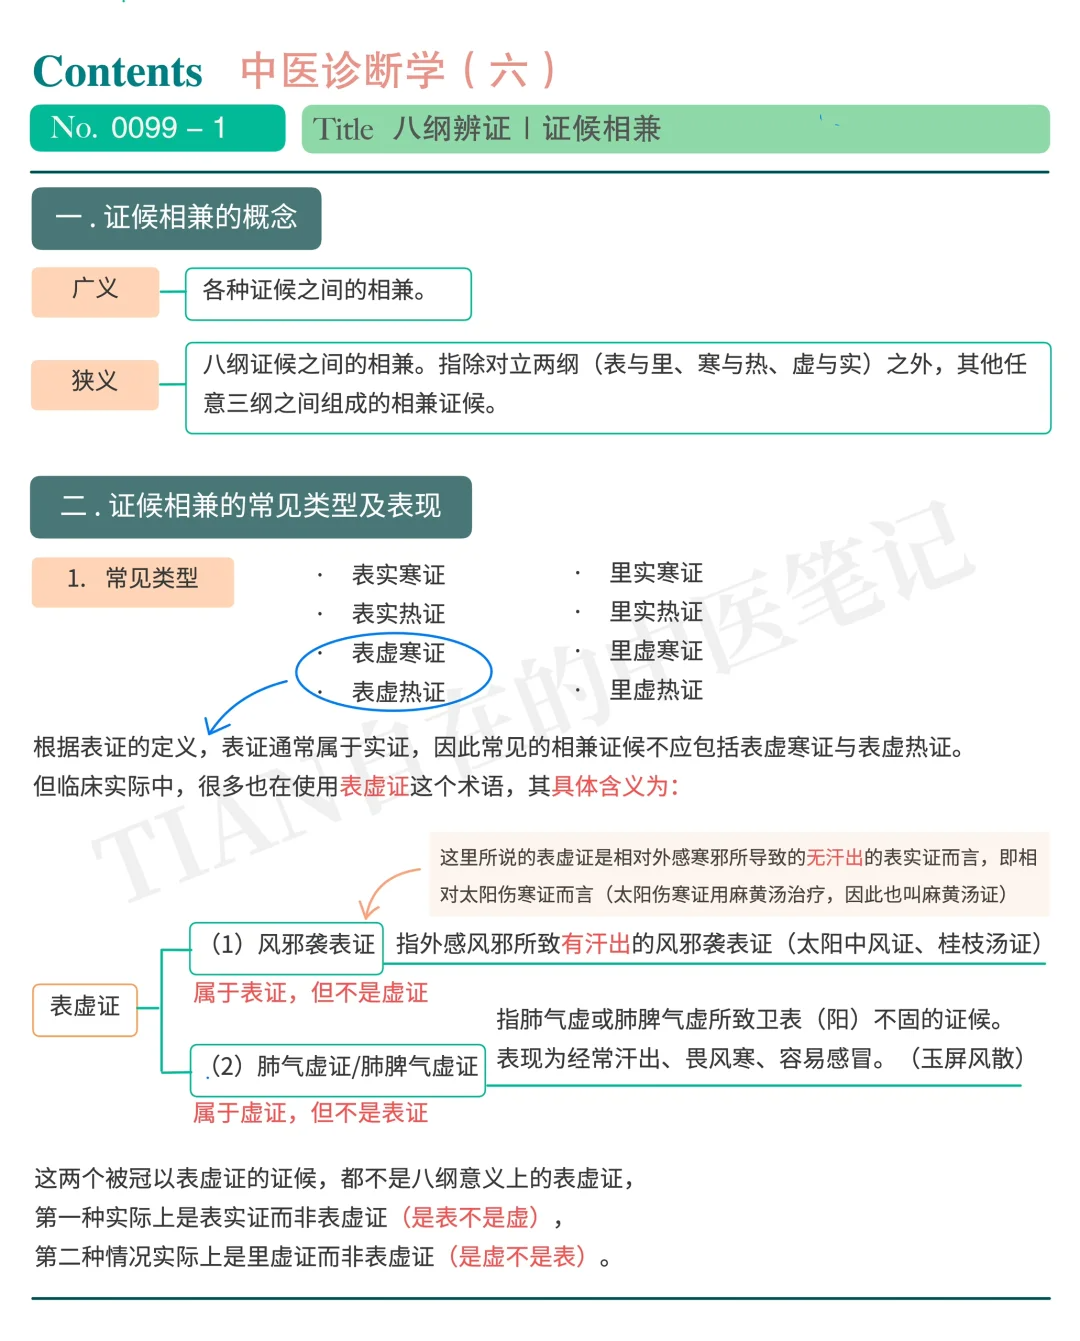 Contents 中医诊断学（六）
No. 0099 – 1
Title 八纲辨证 | 证候相兼
一 . 证候相兼的概念
广义
各种证候之间的相兼。
狭义
八纲证候之间的相兼。指除对立两纲（表与里、寒与热、虚与实）之外，其他任
意三纲之间组成的相兼证候。
二 . 证候相兼的常见类型及表现
1. 常见类型
· 表实寒证
· 表实热证
· 表虚寒证
· 表虚热证
· 里实寒证
· 里实热证
· 里虚寒证
· 里虚热证
根据表证的定义，表证通常属于实证，因此常见的相兼证候不应包括表虚寒证与表虚热证。
但临床实际中，很多也在使用表虚证这个术语，其具体含义为：
这里所说的表虚证是相对外感寒邪所导致的无汗出的表实证而言，即相
对太阳伤寒证而言（太阳伤寒证用麻黄汤治疗，因此也叫麻黄汤证）
表虚证
（1）风邪袭表证
指外感风邪所致有汗出的风邪袭表证（太阳中风证、桂枝汤证）
属于表证，但不是虚证
（2）肺气虚证/肺脾气虚证
指肺气虚或肺脾气虚所致卫表（阳）不固的证候。
表现为经常汗出、畏风寒、容易感冒。（玉屏风散）
属于虚证，但不是表证
这两个被冠以表虚证的证候，都不是八纲意义上的表虚证，
第一种实际上是表实证而非表虚证（是表不是虚），
第二种情况实际上是里虚证而非表虚证（是虚不是表）。
TIAN自在的中医笔记